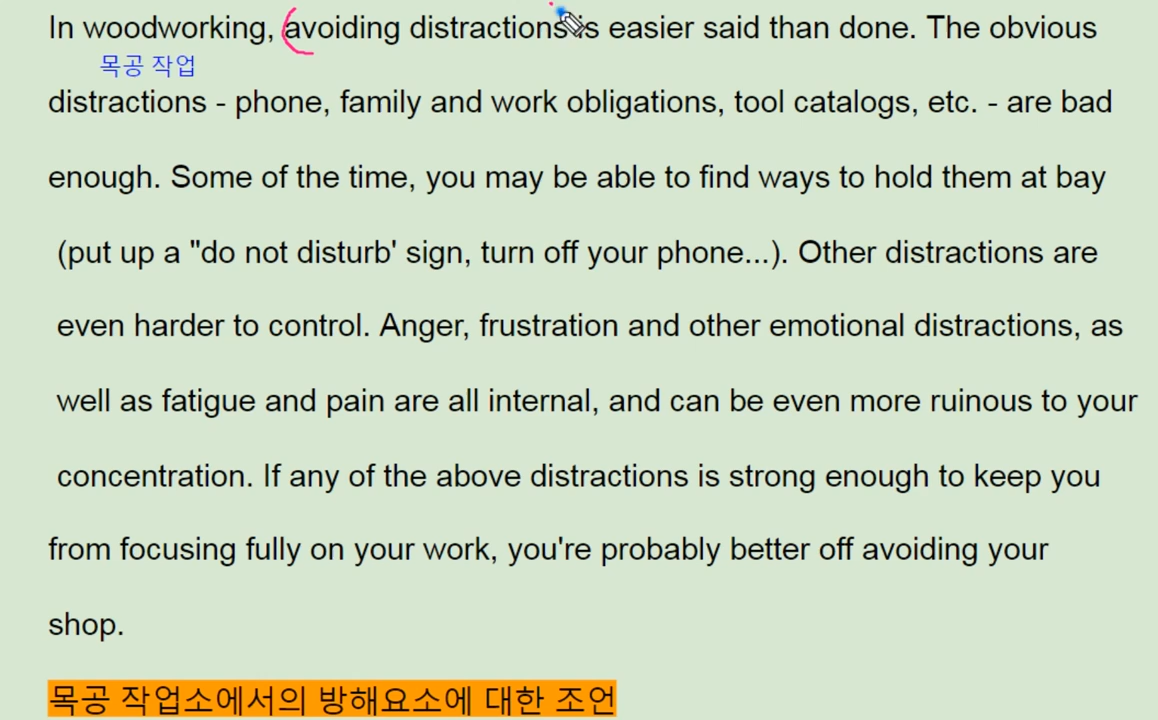 In woodworking, avoiding distractions is easier said than done. The obvious
목공 작업
distractions - phone, family and work obligations, tool catalogs, etc. - are bad
enough. Some of the time, you may be able to find ways to hold them at bay
(put up a "do not disturb' sign, turn off your phone...). Other distractions are
even harder to control. Anger, frustration and other emotional distractions, as
well as fatigue and pain are all internal, and can be even more ruinous to your
concentration. If any of the above distractions is strong enough to keep you
from focusing fully on your work, you're probably better off avoiding your
shop.
목공 작업소에서의 방해요소에 대한 조언